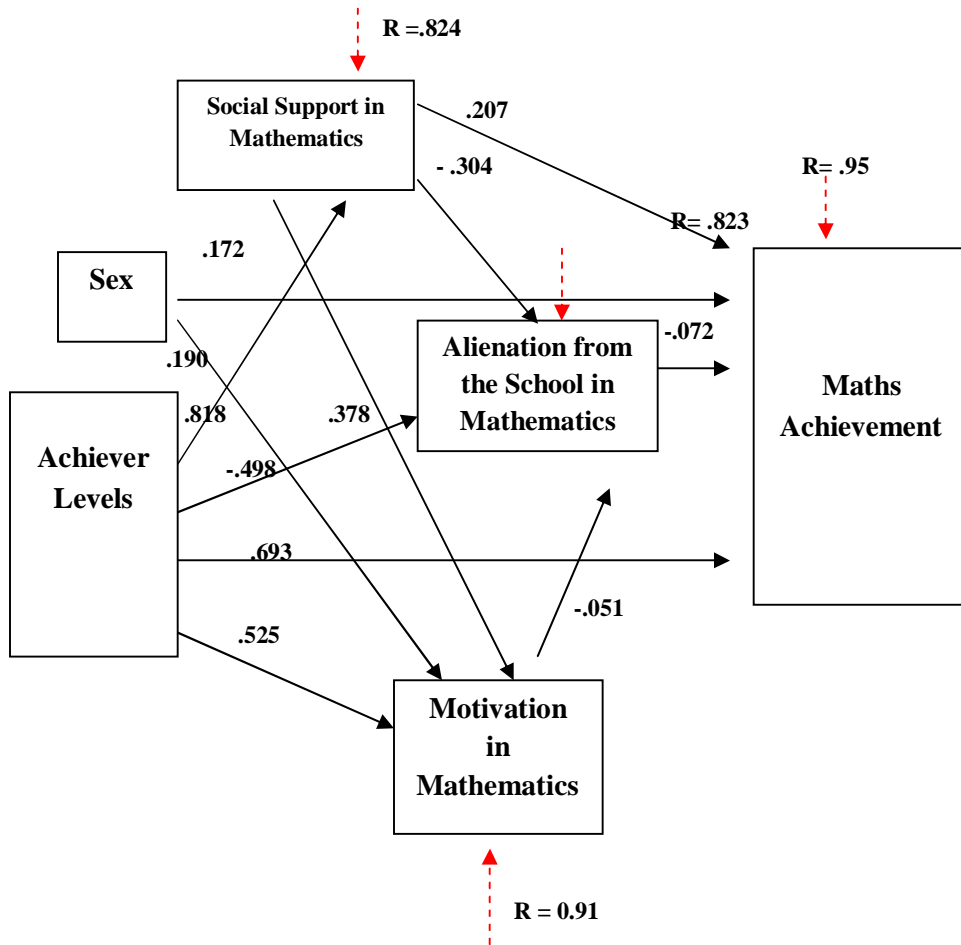 R =.824
Social Support in
Mathematics
.207
- .304
R= .95
R= .823
.172
Sex
-.072
Alienation from
the School in
Mathematics
.190
Maths
Achievement
.818
.378
Achiever
Levels
-.498
.693
-.051
.525
Motivation
in
Mathematics
R = 0.91